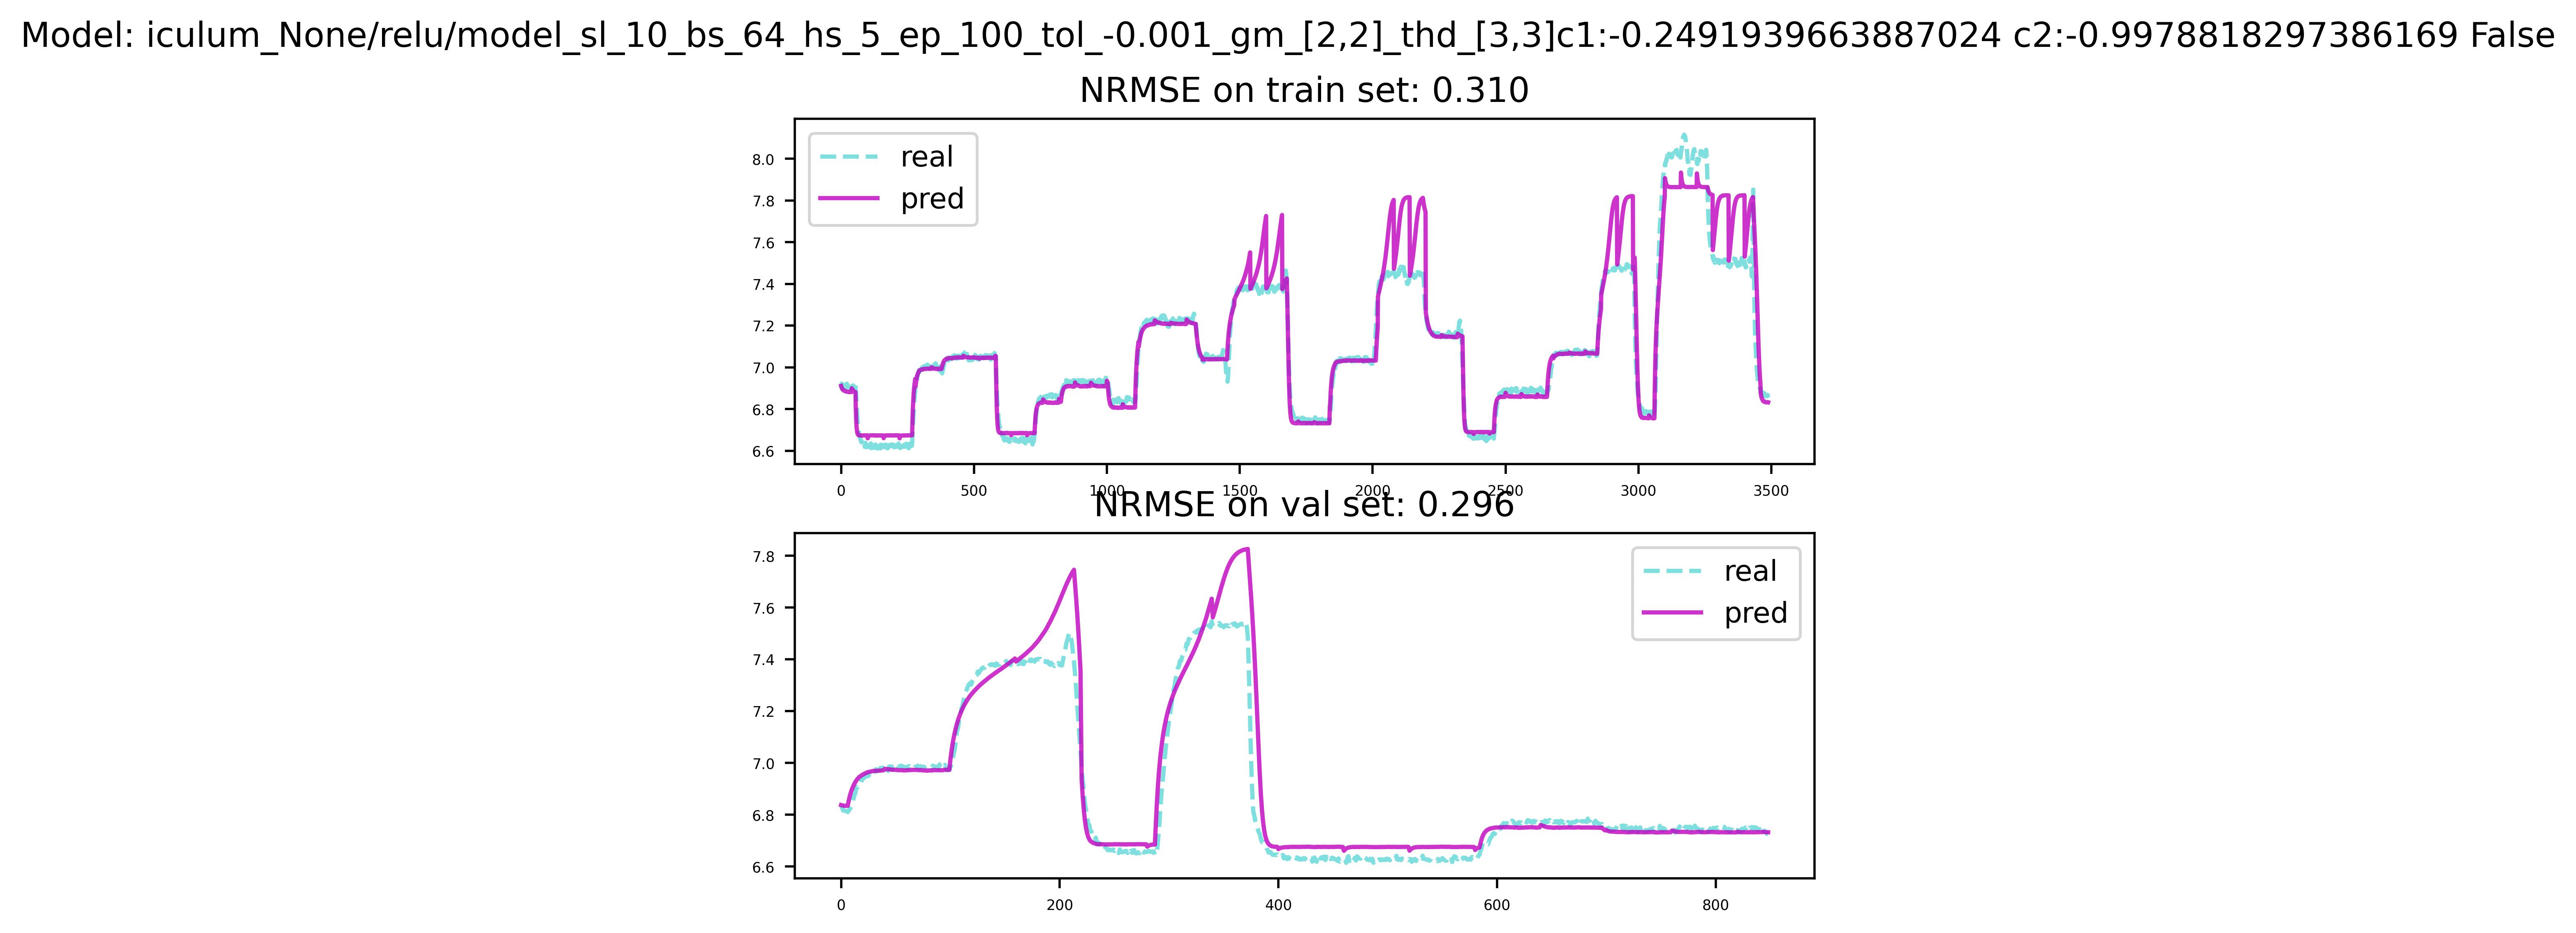 Model: iculum_None/relu/model_sl_10_bs_64_hs_5_ep_100_tol_-0.001_gm_[2,2]_thd_[3,3]c1:-0.2491939663887024 c2:-0.9978818297386169 False
NRMSE on train set: 0.310
real
pred
8.0
7.8
7.6
7.4
7.2
7.0
6.8
6.6
0 500 1000 1500 2000 2500 3000 3500
NRMSE on val set: 0.296
real
pred
7.8
7.6
7.4
7.2
7.0
6.8
6.6
0 200 400 600 800